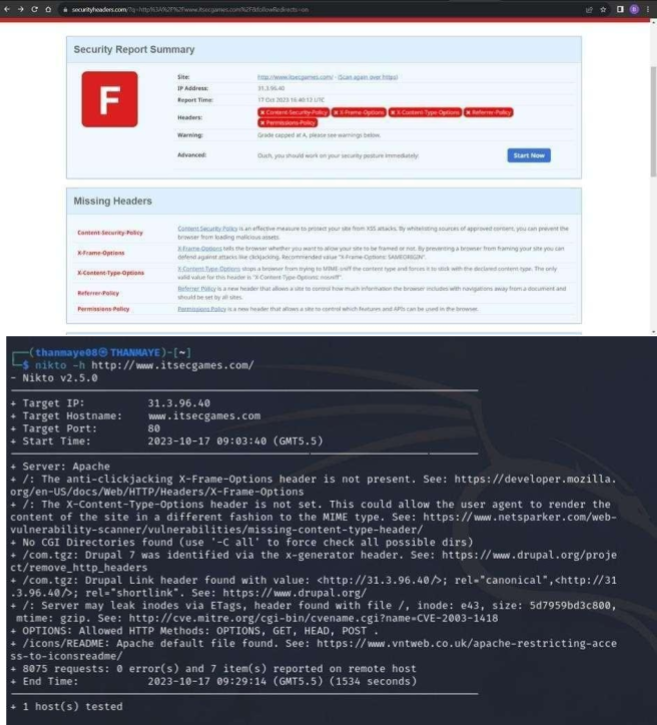 securityheaders.com/?q=http%3A%2F%2Fwww.itsecgames.com%2F&followRedirects=on
Security Report Summary
F
Site: http://www.itsecgames.com/ - (Scan again over https)
IP Address: 31.3.96.40
Report Time: 17 Oct 2023 16:40:13 UTC
Headers: Content-Security-Policy X-Frame-Options X-Content-Type-Options Referrer-Policy
Permissions-Policy
Warning: Grade capped at A, please see warnings below.
Advanced: Ouch, you should work on your security posture immediately: Start Now
Missing Headers
Content-Security-Policy Content Security Policy is an effective measure to protect your site from XSS attacks. By whitelisting sources of approved content, you can prevent the
browser from loading malicious assets.
X-Frame-Options X-Frame-Options tells the browser whether you want to allow your site to be framed or not. By preventing a browser from framing your site you can
defend against attacks like clickjacking. Recommended value "X-Frame-Options: SAMEORIGIN".
X-Content-Type-Options X-Content-Type-Options stops a browser from trying to MIME-sniff the content type and forces it to stick with the declared content-type. The only
valid value for this header is "X-Content-Type-Options: nosniff".
Referrer-Policy Referrer Policy is a new header that allows a site to control how much information the browser includes with navigations away from a document and
should be set by all sites.
Permissions-Policy Permissions Policy is a new header that allows a site to control which features and APIs can be used in the browser.
(thanmaye08㉿THANMAYE)-[~]
$ nikto -h http://www.itsecgames.com/
- Nikto v2.5.0
+ Target IP: 31.3.96.40
+ Target Hostname: www.itsecgames.com
+ Target Port: 80
+ Start Time: 2023-10-17 09:03:40 (GMT5.5)
+ Server: Apache
+ /: The anti-clickjacking X-Frame-Options header is not present. See: https://developer.mozilla.
org/en-US/docs/Web/HTTP/Headers/X-Frame-Options
+ /: The X-Content-Type-Options header is not set. This could allow the user agent to render the
content of the site in a different fashion to the MIME type. See: https://www.netsparker.com/web-
vulnerability-scanner/vulnerabilities/missing-content-type-header/
+ No CGI Directories found (use '-C all' to force check all possible dirs)
+ /com.tgz: Drupal 7 was identified via the x-generator header. See: https://www.drupal.org/proje
ct/remove_http_headers
+ /com.tgz: Drupal Link header found with value: <http://31.3.96.40/>; rel="canonical",<http://31
.3.96.40/>; rel="shortlink". See: https://www.drupal.org/
+ /: Server may leak inodes via ETags, header found with file /, inode: e43, size: 5d7959bd3c800,
mtime: gzip. See: http://cve.mitre.org/cgi-bin/cvename.cgi?name=CVE-2003-1418
+ OPTIONS: Allowed HTTP Methods: OPTIONS, GET, HEAD, POST .
+ /icons/README: Apache default file found. See: https://www.vntweb.co.uk/apache-restricting-acce
ss-to-iconsreadme/
+ 8075 requests: 0 error(s) and 7 item(s) reported on remote host
+ End Time: 2023-10-17 09:29:14 (GMT5.5) (1534 seconds)
+ 1 host(s) tested